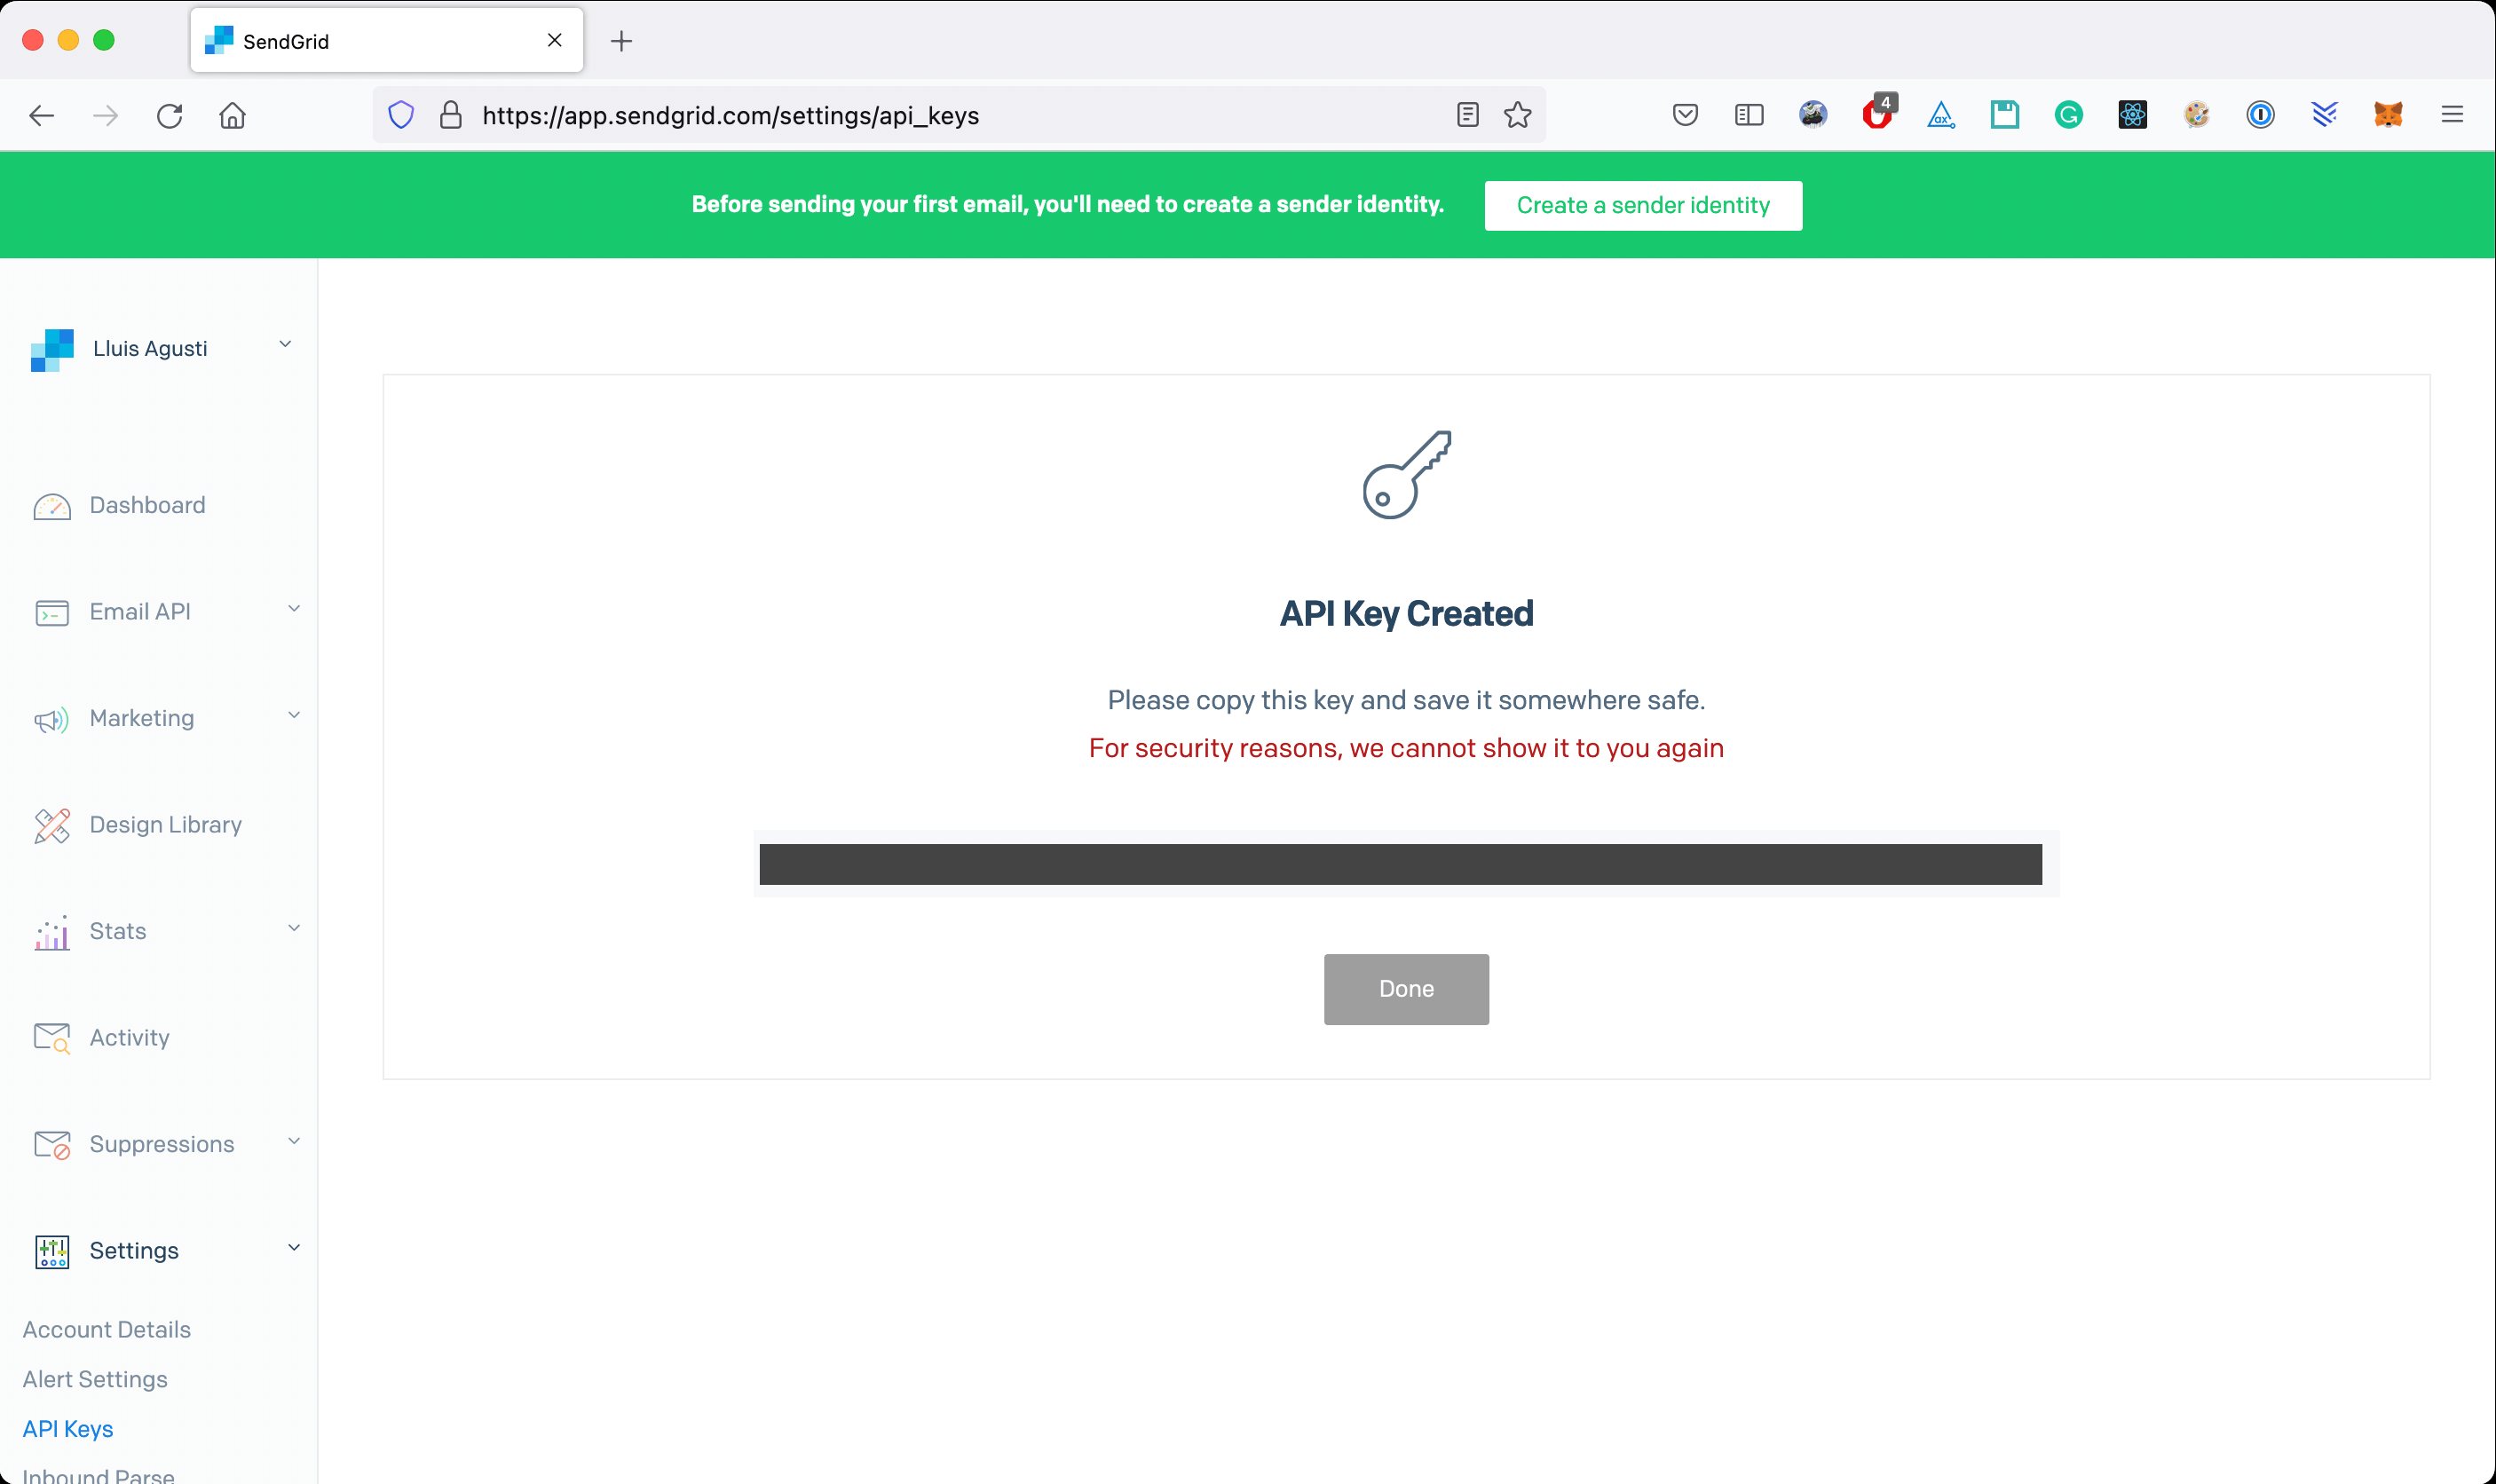 SendGrid
https://app.sendgrid.com/settings/api_keys
4
Before sending your first email, you'll need to create a sender identity.
Create a sender identity
Lluis Agusti
Dashboard
Email API
Marketing
Design Library
Stats
Activity
Suppressions
Settings
Account Details
Alert Settings
API Keys
Inbound Parse
API Key Created
Please copy this key and save it somewhere safe.
For security reasons, we cannot show it to you again
Done